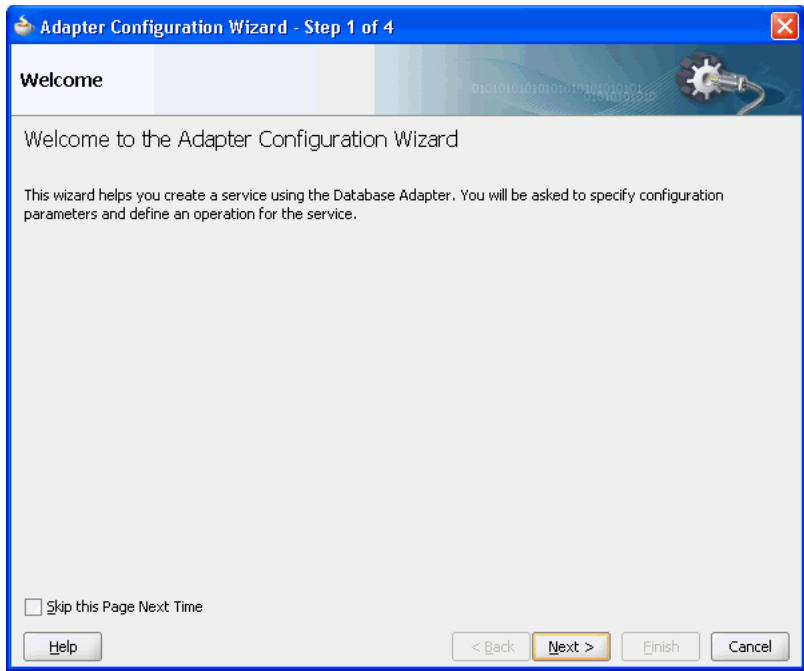 Adapter Configuration Wizard - Step 1 of 4
Welcome
Welcome to the Adapter Configuration Wizard
This wizard helps you create a service using the Database Adapter. You will be asked to specify configuration
parameters and define an operation for the service.
Skip this Page Next Time
Help
< Back
Next >
Finish
Cancel